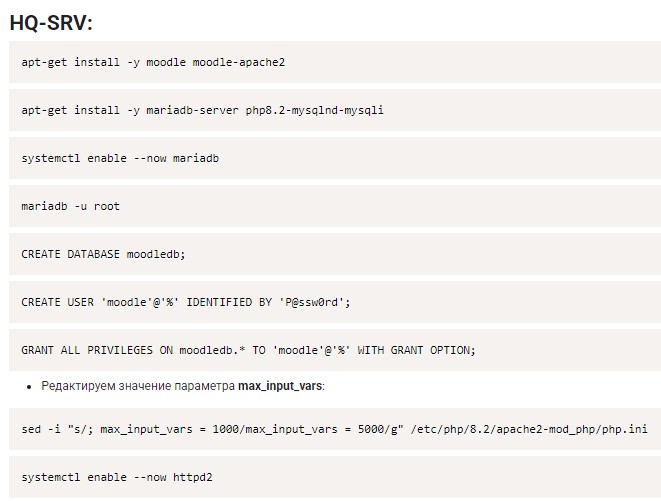 HQ-SRV:
apt-get install -y moodle moodle-apache2
apt-get install -y mariadb-server php8.2-mysqlnd-mysqli
systemctl enable --now mariadb
mariadb -u root
CREATE DATABASE moodledb;
CREATE USER 'moodle'@'%' IDENTIFIED BY 'P@ssw0rd';
GRANT ALL PRIVILEGES ON moodledb.* TO 'moodle'@'%' WITH GRANT OPTION;
• Редактируем значение параметра max_input_vars:
sed -i "s/; max_input_vars = 1000/max_input_vars = 5000/g" /etc/php/8.2/apache2-mod_php/php.ini
systemctl enable --now httpd2